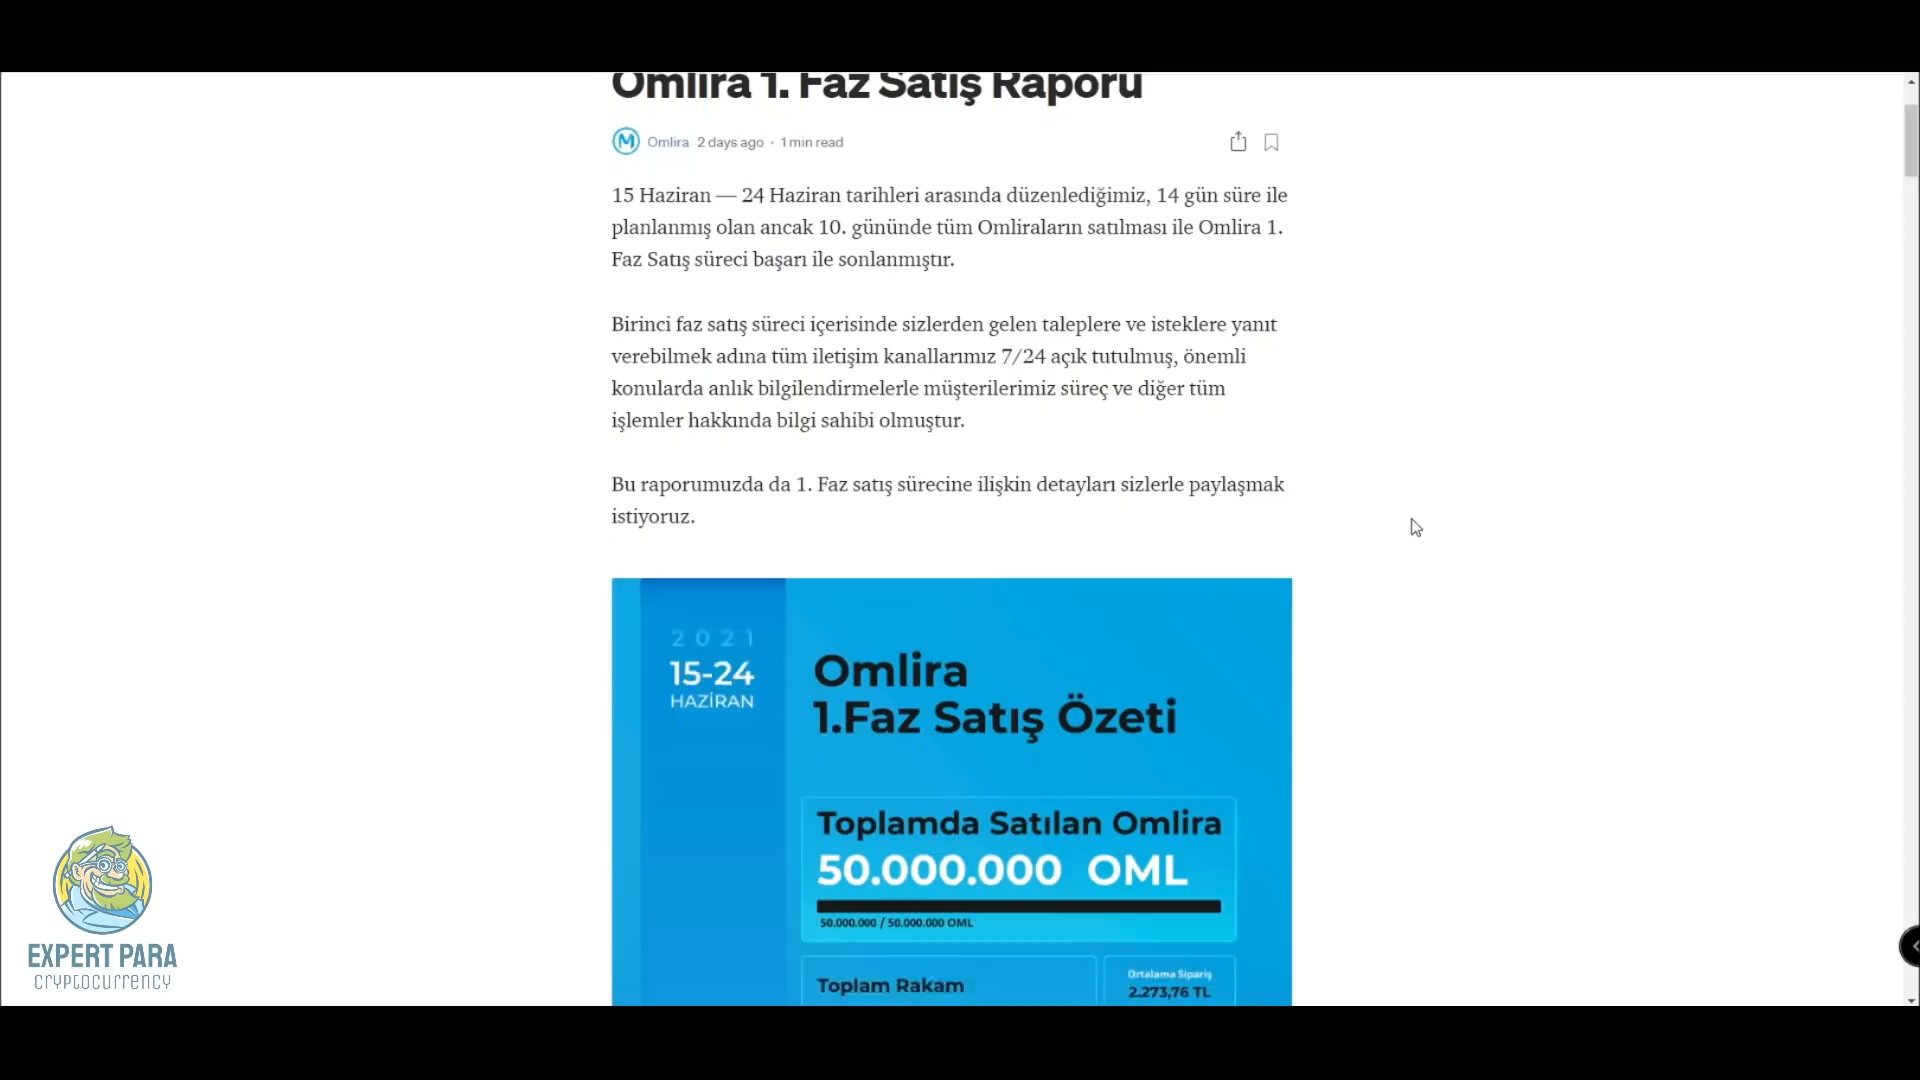 Omlira 1. Faz Satış Raporu
Omlira 2 days ago · 1 min read
15 Haziran — 24 Haziran tarihleri arasında düzenlediğimiz, 14 gün süre ile
planlanmış olan ancak 10. gününde tüm Omliraların satılması ile Omlira 1.
Faz Satış süreci başarı ile sonlanmıştır.
Birinci faz satış süreci içerisinde sizlerden gelen taleplere ve isteklere yanıt
verebilmek adına tüm iletişim kanallarımız 7/24 açık tutulmuş, önemli
konularda anlık bilgilendirmelerle müşterilerimiz süreç ve diğer tüm
işlemler hakkında bilgi sahibi olmuştur.
Bu raporumuzda da 1. Faz satış sürecine ilişkin detayları sizlerle paylaşmak
istiyoruz.
2021
15-24
HAZİRAN
Omlira
1.Faz Satış Özeti
Toplamda Satılan Omlira
50.000.000 OML
50.000.000 / 50.000.000 OML
Toplam Rakam
Ortalama Sipariş
2.273,76 TL
EXPERT PARA
CRYPTOCURRENCY